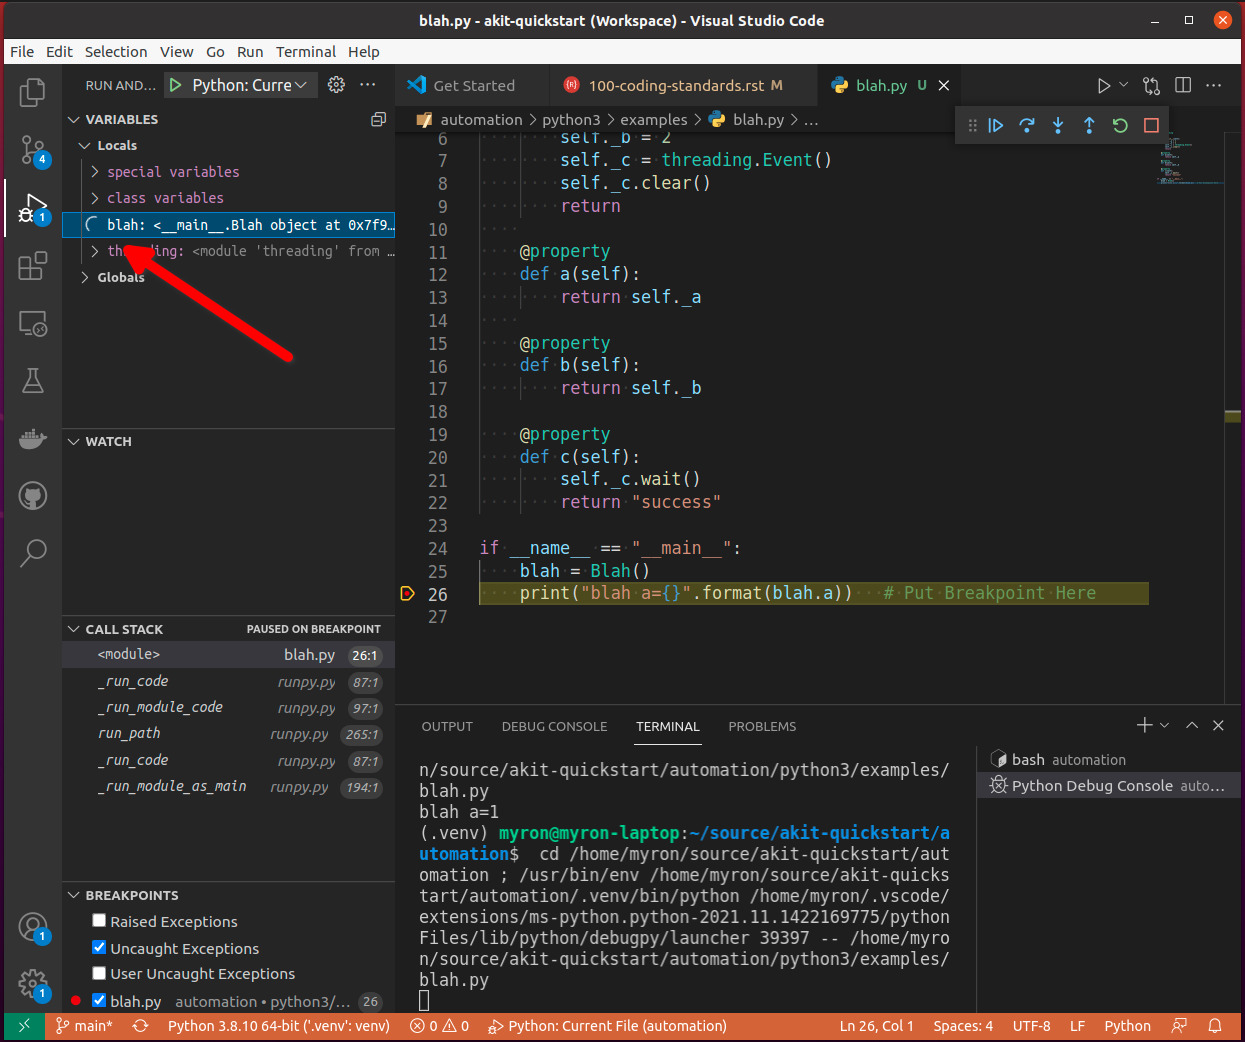 blah.py - akit-quickstart (Workspace) - Visual Studio Code
File Edit Selection View Go Run Terminal Help
RUN AND... Python: Curre
Get Started
100-coding-standards.rst M
blah.py U
VARIABLES
automation > python3 > examples > blah.py > ...
Locals
special variables
class variables
blah: <__main__.Blah object at 0x7f9...
threading: <module 'threading' from ...
Globals
4
1
WATCH
CALL STACK PAUSED ON BREAKPOINT
<module> blah.py 26:1
_run_code runpy.py 87:1
_run_module_code runpy.py 97:1
run_path runpy.py 265:1
_run_code runpy.py 87:1
_run_module_as_main runpy.py 194:1
BREAKPOINTS
Raised Exceptions
Uncaught Exceptions
User Uncaught Exceptions
blah.py automation • python3/... 26
1
1
6 self._b = 2
7 self._c = threading.Event()
8 self._c.clear()
9 return
10
11 @property
12 def a(self):
13 return self._a
14
15 @property
16 def b(self):
17 return self._b
18
19 @property
20 def c(self):
21 self._c.wait()
22 return "success"
23
24 if __name__ == "__main__":
25 blah = Blah()
26 print("blah a={}".format(blah.a)) # Put Breakpoint Here
27
OUTPUT DEBUG CONSOLE TERMINAL PROBLEMS
n/source/akit-quickstart/automation/python3/examples/
blah.py
blah a=1
(.venv) myron@myron-laptop:~/source/akit-quickstart/a
utomation$ cd /home/myron/source/akit-quickstart/aut
omation ; /usr/bin/env /home/myron/source/akit-quicks
tart/automation/.venv/bin/python /home/myron/.vscode/
extensions/ms-python.python-2021.11.1422169775/python
Files/lib/python/debugpy/launcher 39397 -- /home/myro
n/source/akit-quickstart/automation/python3/examples/
blah.py
bash automation
Python Debug Console auto...
main* Python 3.8.10 64-bit ('.venv': venv) 0 0 Python: Current File (automation) Ln 26, Col 1 Spaces: 4 UTF-8 LF Python